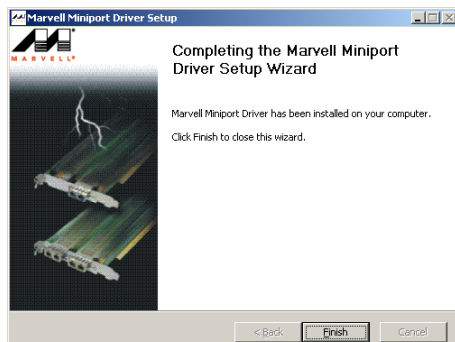 Marvell Miniport Driver Setup
MARVELL®
Completing the Marvell Miniport
Driver Setup Wizard
Marvell Miniport Driver has been installed on your computer.
Click Finish to close this wizard.
< Back
Finish
Cancel